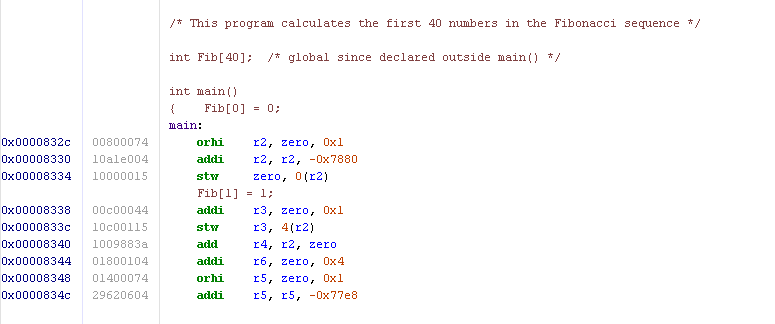 /* This program calculates the first 40 numbers in the Fibonacci sequence */
int Fib[40];  /* global since declared outside main() */
int main()
{    Fib[0] = 0;
main:
0x0000832c 00800074 orhi r2, zero, 0x1
0x00008330 10a1e004 addi r2, r2, -0x7880
0x00008334 10000015 stw zero, 0(r2)
Fib[1] = 1;
0x00008338 00c00044 addi r3, zero, 0x1
0x0000833c 10c00115 stw r3, 4(r2)
0x00008340 1009883a add r4, r2, zero
0x00008344 01800104 addi r6, zero, 0x4
0x00008348 01400074 orhi r5, zero, 0x1
0x0000834c 29620604 addi r5, r5, -0x77e8